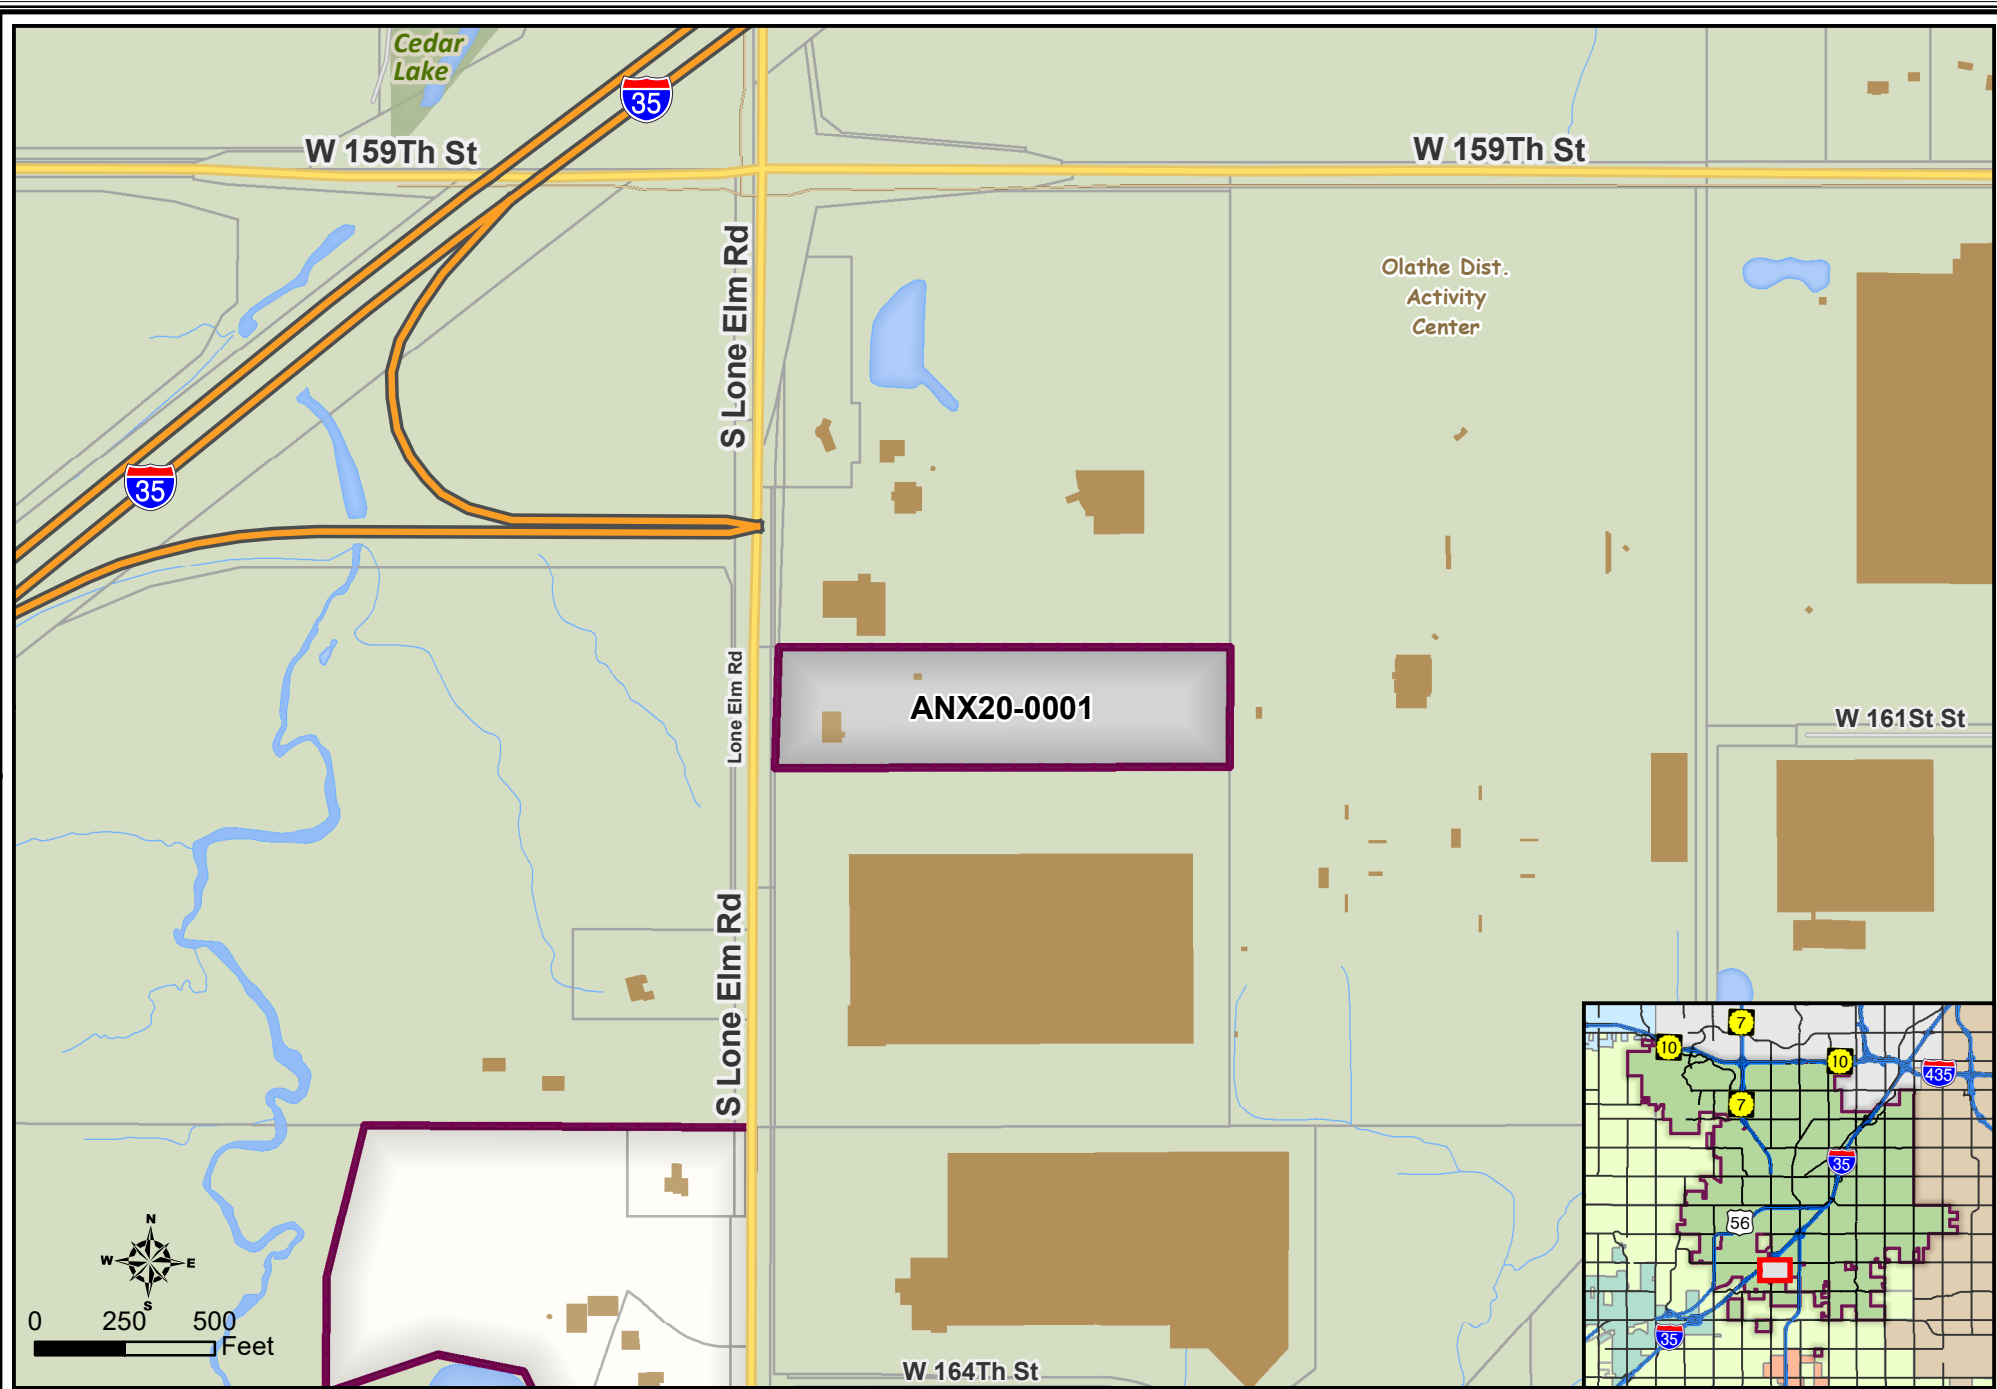 Cedar
Lake
35
W 159Th St
W 159Th St
S Lone Elm Rd
Olathe Dist.
Activity
Center
35
Lone Elm Rd
ANX20-0001
W 161St St
S Lone Elm Rd
7
10
10
435
7
35
56
35
N
W
E
S
0 250 500
Feet
W 164Th St